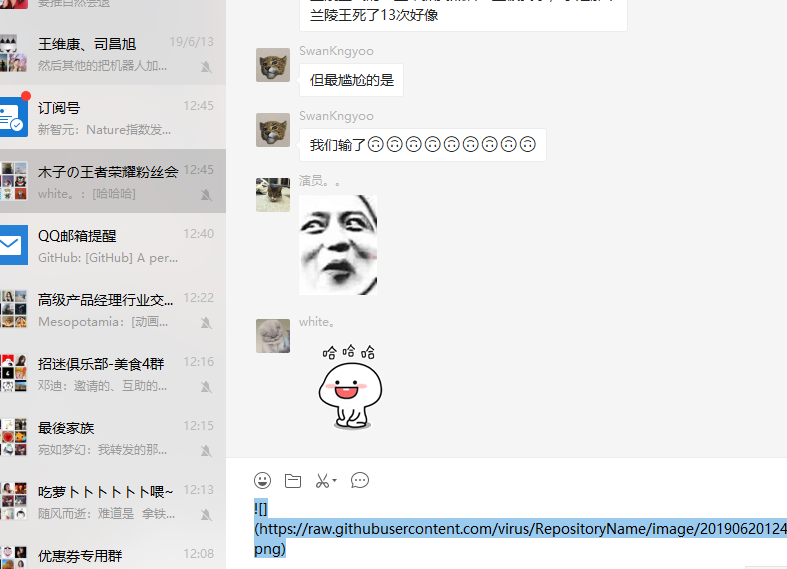 要推自然会退
王维康、司昌旭 19/6/13
然后其他的把机器人加...
订阅号 12:45
新智元：Nature指数发...
木子の王者荣耀粉丝会 12:45
white。：[哈哈哈]
QQ邮箱提醒 12:40
GitHub: [GitHub] A per...
高级产品经理行业交... 12:22
Mesopotamia：[动画...
招迷俱乐部-美食4群 12:16
邓迪：邀请的、互助的...
最後家族 12:15
宛如梦幻：我转发的那...
吃萝卜卜卜卜卜卜喂~ 12:13
随风而逝：难道是 拿铁...
优惠券专用群 12:08
兰陵王死了13次好像
SwanKngyoo
但最尴尬的是
SwanKngyoo
我们输了🙃🙃🙃🙃🙃🙃🙃🙃🙃
演员。。
white。
哈 哈 哈
![]
(https://raw.githubusercontent.com/virus/RepositoryName/image/20190620124
png)